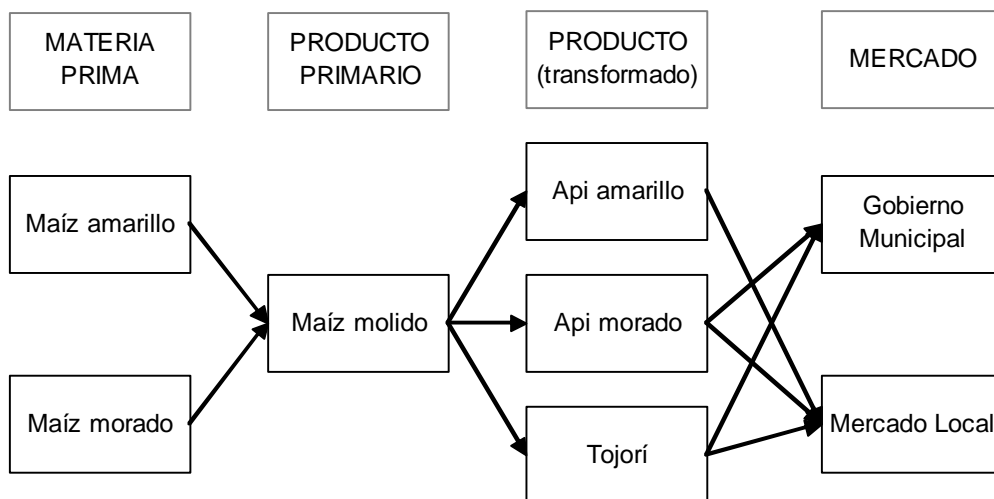 MATERIA
PRIMA
PRODUCTO
PRIMARIO
PRODUCTO
(transformado)
MERCADO
Maíz amarillo
Maíz morado
Maíz molido
Api amarillo
Api morado
Tojorí
Gobierno
Municipal
Mercado Local